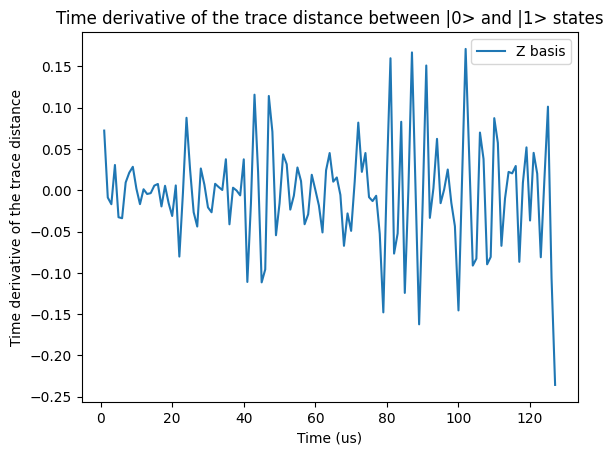 Time derivative of the trace distance between |0> and |1> states
Z basis
Time derivative of the trace distance
0.15
0.10
0.05
0.00
−0.05
−0.10
−0.15
−0.20
−0.25
0 20 40 60 80 100 120
Time (us)